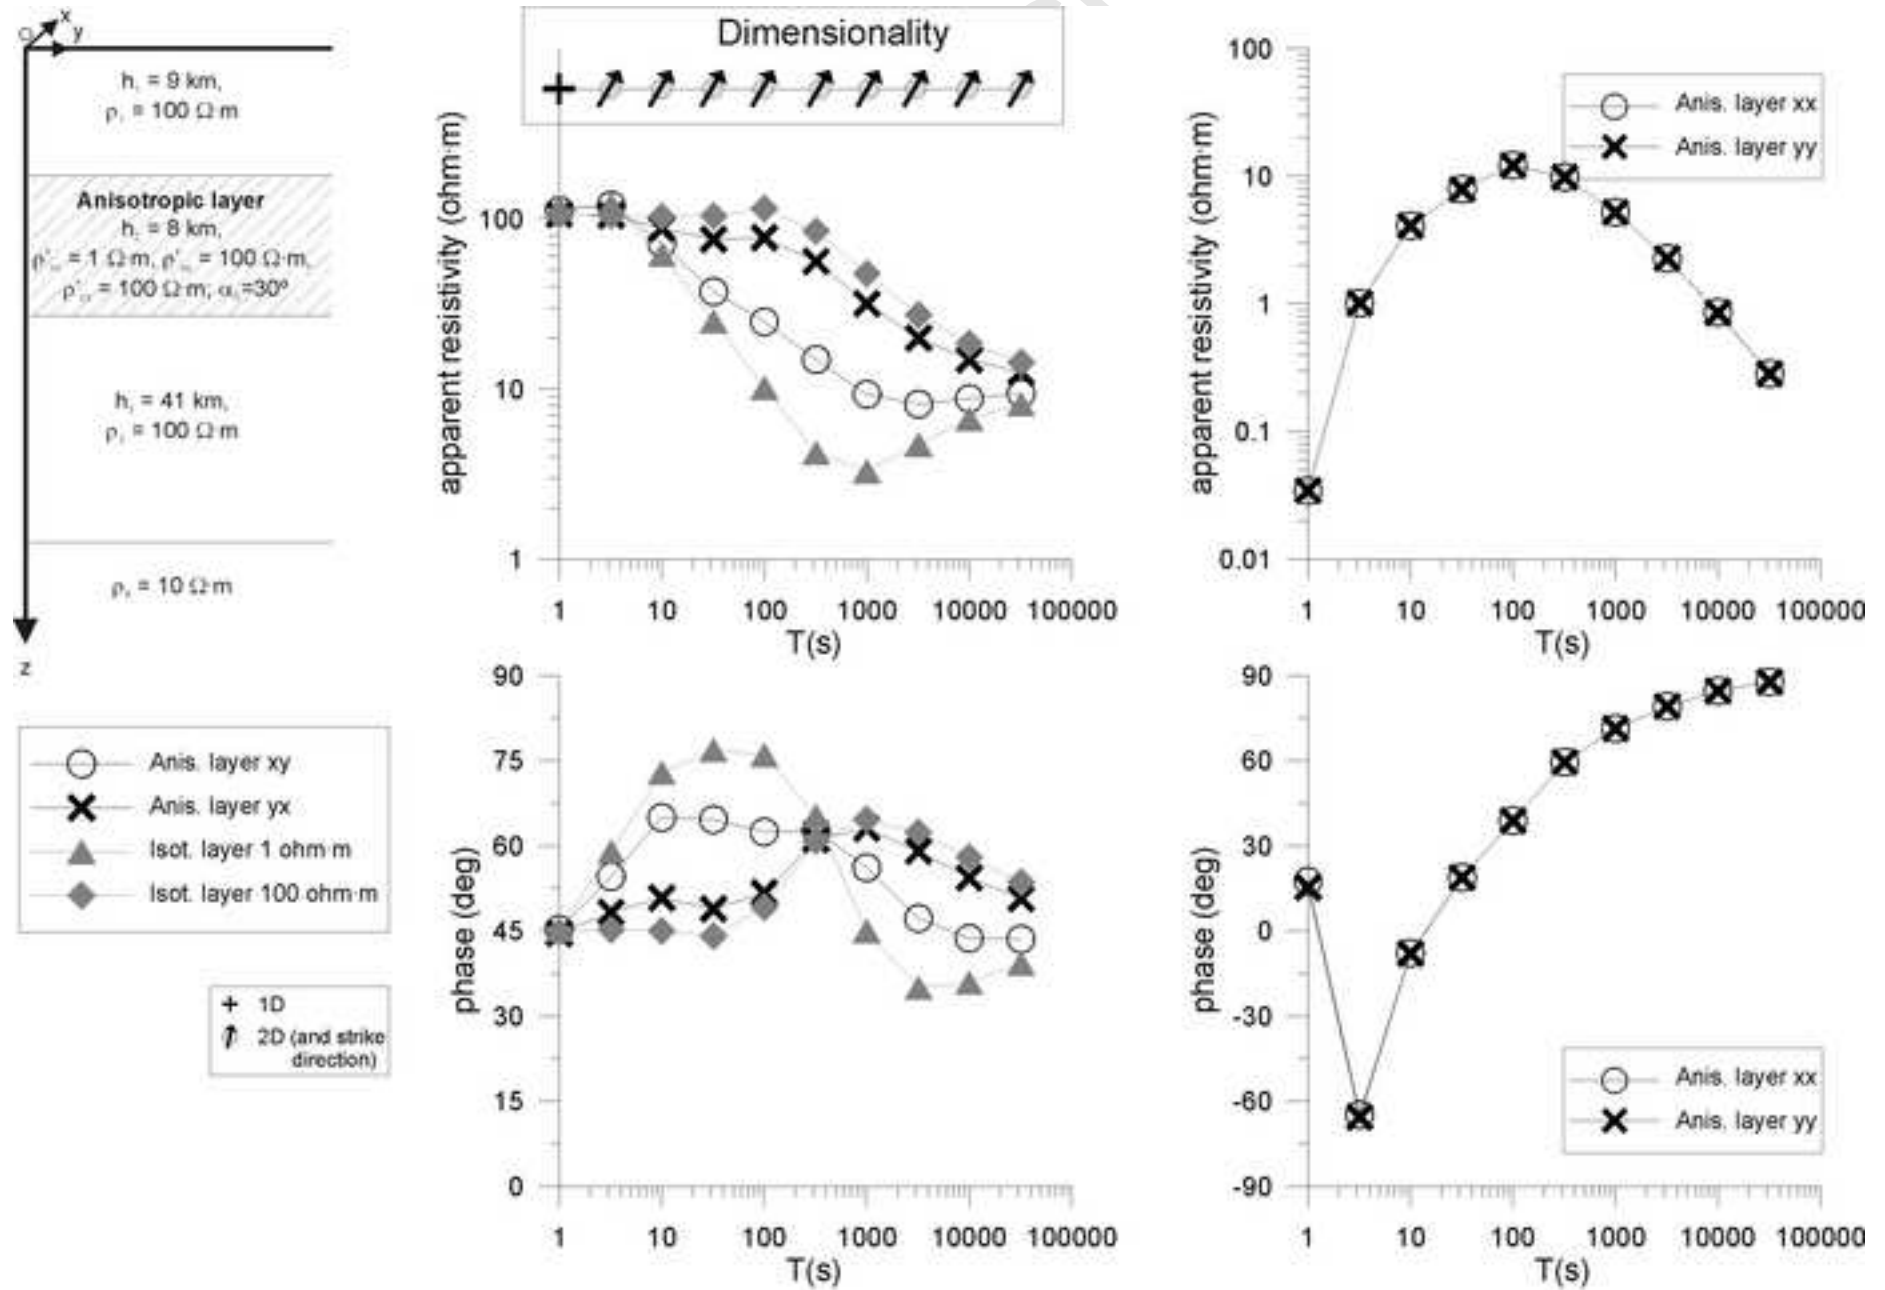 x
y
h₁ = 9 km,
ρ₁ = 100 Ω·m
Anisotropic layer
h₂ = 8 km,
= 1 Ω·m, = 100 Ω·m,
= 100 Ω·m; =30º
h₃ = 41 km,
ρ₃ = 100 Ω·m
ρ₄ = 10 Ω·m
z
Anis. layer xy
Anis. layer yx
Isot. layer 1 ohm·m
Isot. layer 100 ohm·m
1D
2D (and strike
direction)
Dimensionality
apparent resistivity (ohm·m)
100
10
1
1 10 100 1000 10000 100000
T(s)
phase (deg)
90
75
60
45
30
15
0
1 10 100 1000 10000 100000
T(s)
apparent resistivity (ohm·m)
100
10
1
0.1
0.01
Anis. layer xx
Anis. layer yy
1 10 100 1000 10000 100000
T(s)
phase (deg)
90
60
30
0
-30
-60
-90
Anis. layer xx
Anis. layer yy
1 10 100 1000 10000 100000
T(s)